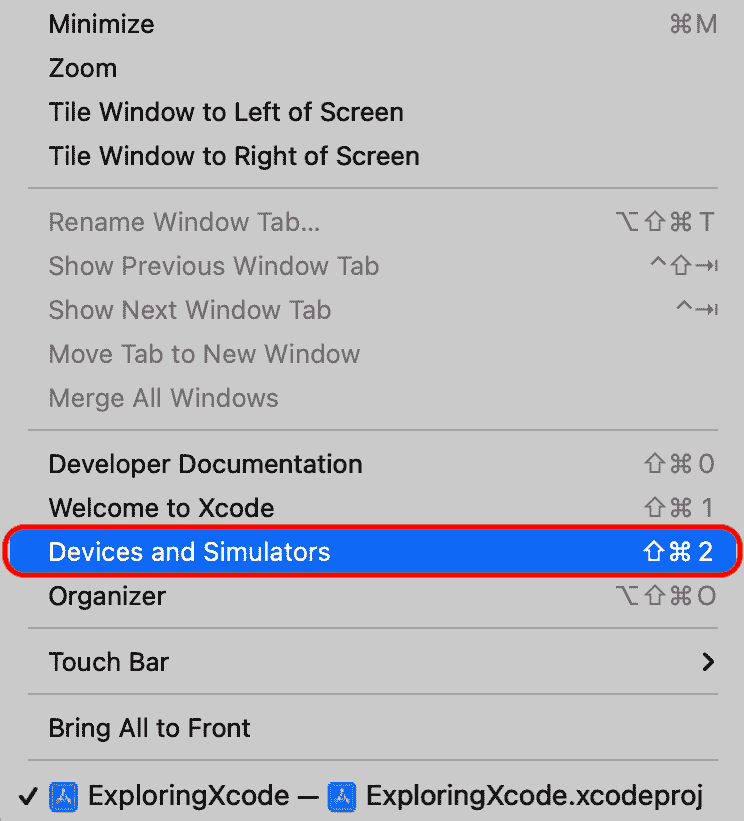 Minimize ⌘M
Zoom
Tile Window to Left of Screen
Tile Window to Right of Screen
Rename Window Tab... ⌥⇧⌘T
Show Previous Window Tab ^⇧⇥
Show Next Window Tab ^⇥
Move Tab to New Window
Merge All Windows
Developer Documentation ⇧⌘0
Welcome to Xcode ⇧⌘1
Devices and Simulators ⇧⌘2
Organizer ⌥⇧⌘O
Touch Bar
Bring All to Front
✓ ExploringXcode — ExploringXcode.xcodeproj